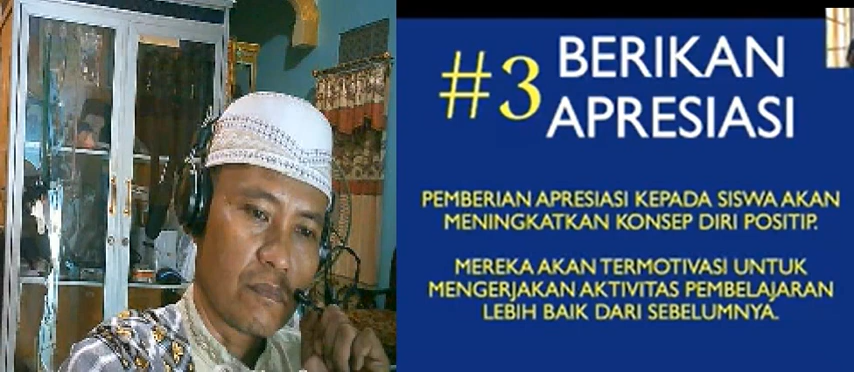 #3 BERIKAN
APRESIASI
PEMBERIAN APRESIASI KEPADA SISWA AKAN
MENINGKATKAN KONSEP DIRI POSITIP.
MEREKA AKAN TERMOTIVASI UNTUK
MENGERJAKAN AKTIVITAS PEMBELAJARAN
LEBIH BAIK DARI SEBELUMNYA.